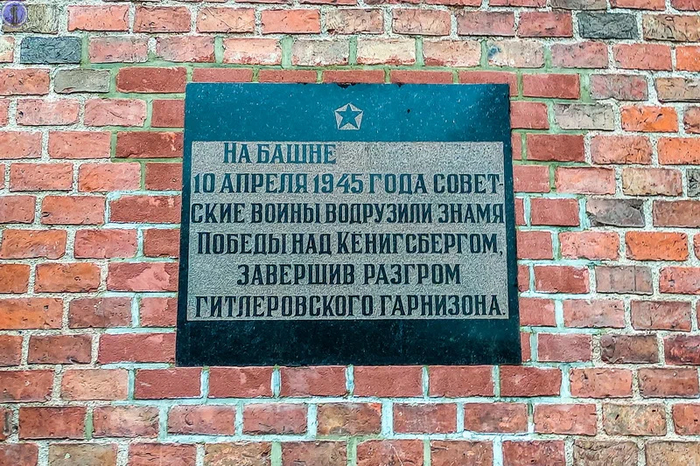 НА БАШНЕ
10 АПРЕЛЯ 1945 ГОДА СОВЕТ-
СКИЕ ВОИНЫ ВОДРУЗИЛИ ЗНАМЯ
ПОБЕДЫ НАД КЁНИГСБЕРГОМ,
ЗАВЕРШИВ РАЗГРОМ
ГИТЛЕРОВСКОГО ГАРНИЗОНА.